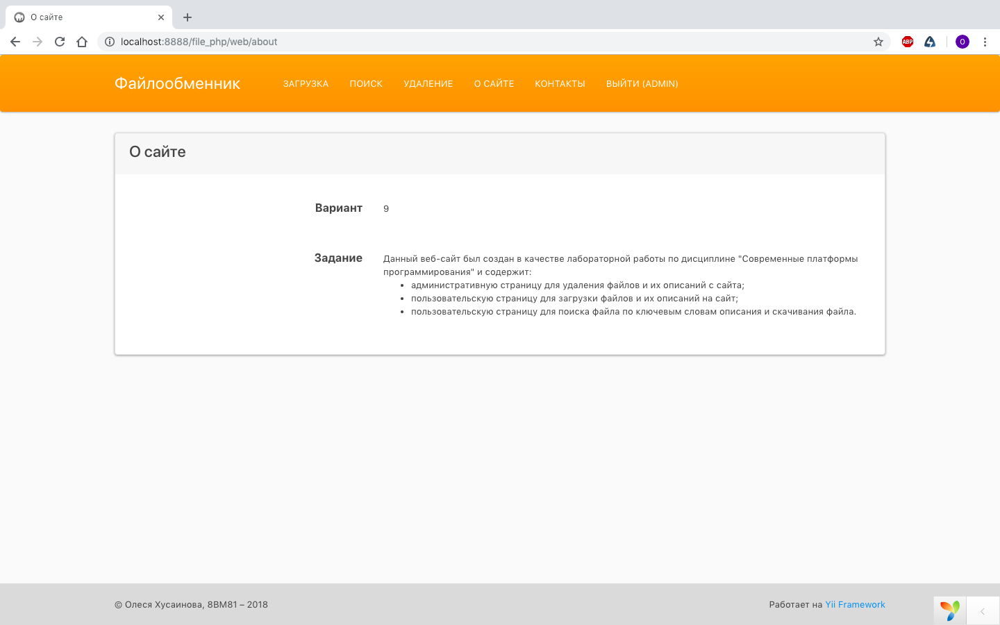 О сайте
localhost:8888/file_php/web/about
ABP
O
Файлообменник
ЗАГРУЗКА
ПОИСК
УДАЛЕНИЕ
О САЙТЕ
КОНТАКТЫ
ВЫЙТИ (ADMIN)
О сайте
Вариант
9
Задание
Данный веб-сайт был создан в качестве лабораторной работы по дисциплине "Современные платформы
программирования" и содержит:
• административную страницу для удаления файлов и их описаний с сайта;
• пользовательскую страницу для загрузки файлов и их описаний на сайт;
• пользовательскую страницу для поиска файла по ключевым словам описания и скачивания файла.
© Олеся Хусаинова, 8ВМ81 – 2018
Работает на Yii Framework